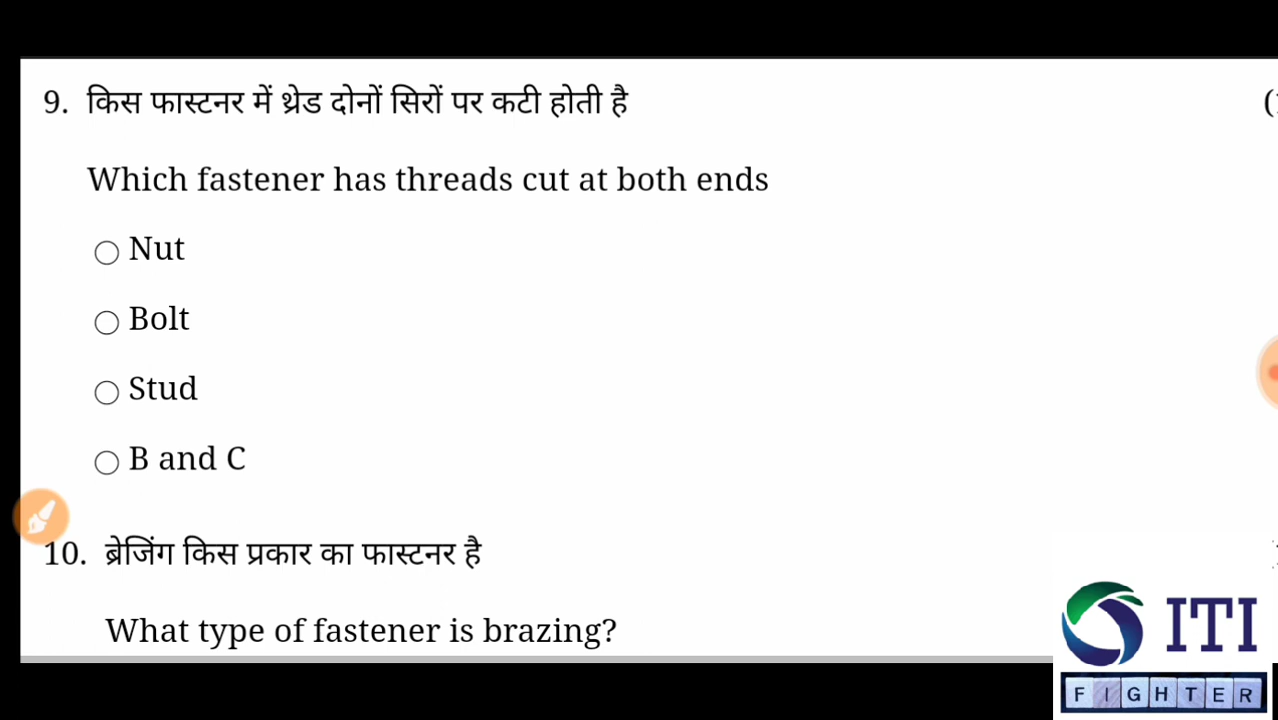 9. किस फास्टनर में थ्रेड दोनों सिरों पर कटी होती है
Which fastener has threads cut at both ends
Nut
Bolt
Stud
B and C
10. ब्रेजिंग किस प्रकार का फास्टनर है
What type of fastener is brazing?
ITI
FIGHTER